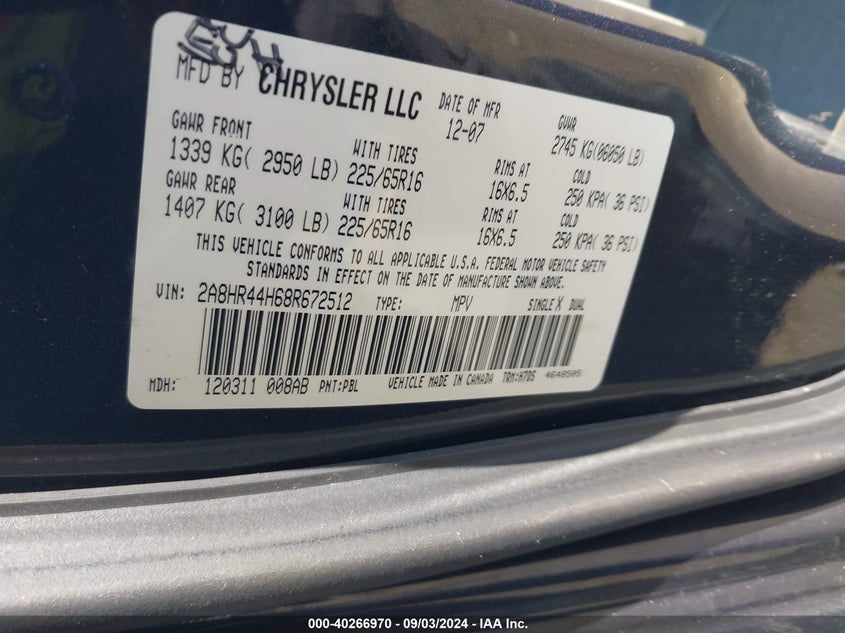 MFD BY CHRYSLER LLC DATE OF MFR 12-07 GVWR 2745 KG(06050 LB)
GAWR FRONT WITH TIRES RIMS AT COLD
1339 KG( 2950 LB) 225/65R16 16X6.5 250 KPA( 36 PSI)
GAWR REAR WITH TIRES RIMS AT COLD
1407 KG( 3100 LB) 225/65R16 16X6.5 250 KPA( 36 PSI)
THIS VEHICLE CONFORMS TO ALL APPLICABLE U.S.A. FEDERAL MOTOR VEHICLE SAFETY
STANDARDS IN EFFECT ON THE DATE OF MANUFACTURE SHOWN ABOVE.
VIN: 2A8HR44H68R672512 TYPE: MPV SINGLE X DUAL
MDH: 120311 008AB PNT:PBL VEHICLE MADE IN CANADA TRM:H7D5 4648505
000-40266970 - 09/03/2024 - IAA Inc.